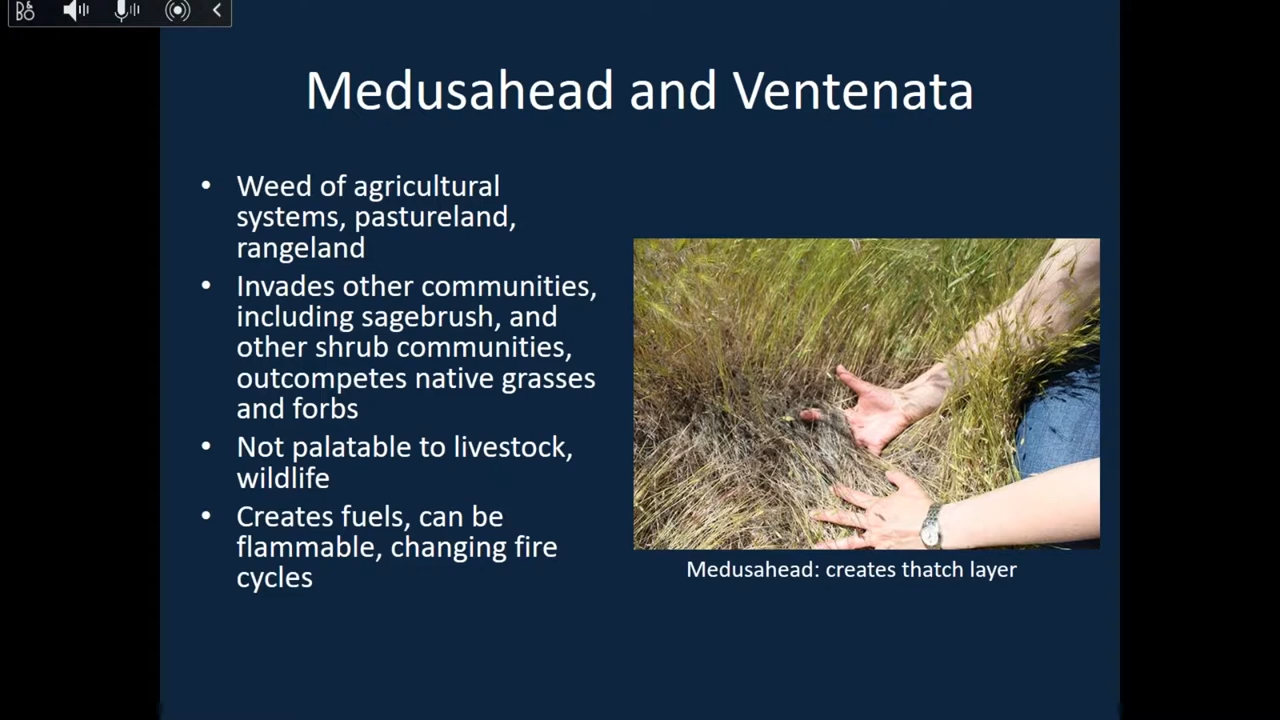 B&O
Medusahead and Ventenata
• Weed of agricultural
systems, pastureland,
rangeland
• Invades other communities,
including sagebrush, and
other shrub communities,
outcompetes native grasses
and forbs
• Not palatable to livestock,
wildlife
• Creates fuels, can be
flammable, changing fire
cycles
Medusahead: creates thatch layer